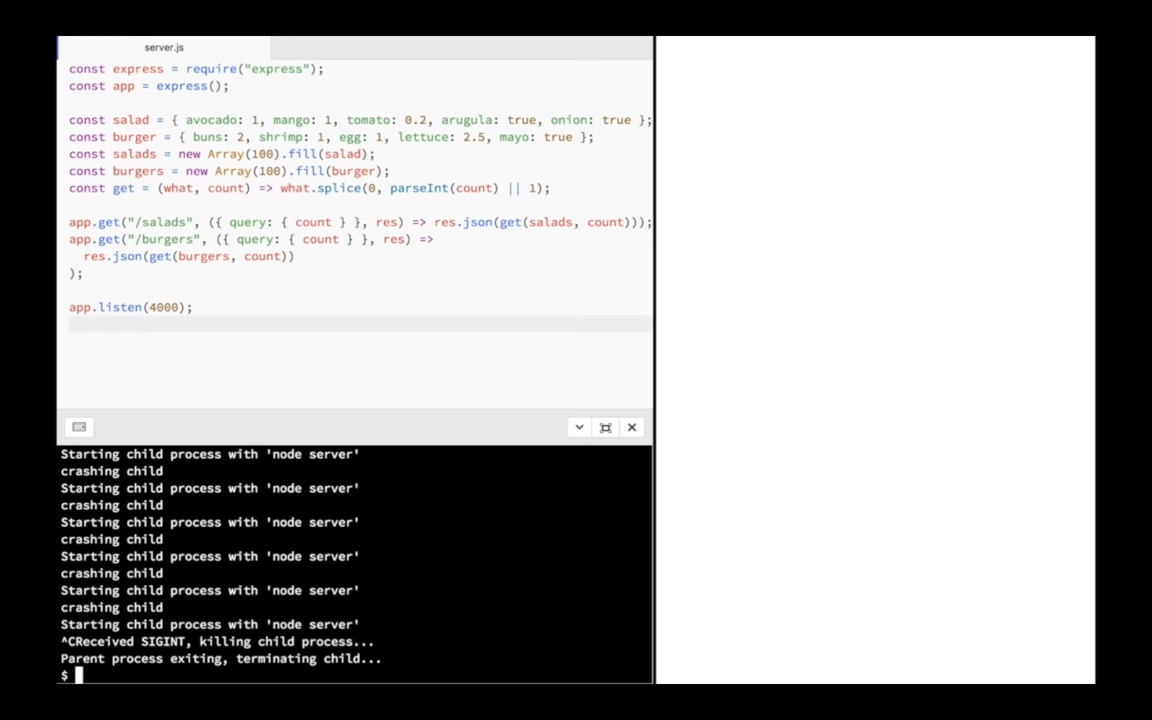 server.js
const express = require("express");
const app = express();
const salad = { avocado: 1, mango: 1, tomato: 0.2, arugula: true, onion: true };
const burger = { buns: 2, shrimp: 1, egg: 1, lettuce: 2.5, mayo: true };
const salads = new Array(100).fill(salad);
const burgers = new Array(100).fill(burger);
const get = (what, count) => what.splice(0, parseInt(count) || 1);
app.get("/salads", ({ query: { count } }, res) => res.json(get(salads, count)));
app.get("/burgers", ({ query: { count } }, res) =>
  res.json(get(burgers, count))
);
app.listen(4000);
Starting child process with 'node server'
crashing child
Starting child process with 'node server'
crashing child
Starting child process with 'node server'
crashing child
Starting child process with 'node server'
crashing child
Starting child process with 'node server'
crashing child
Starting child process with 'node server'
^CReceived SIGINT, killing child process...
Parent process exiting, terminating child...
$